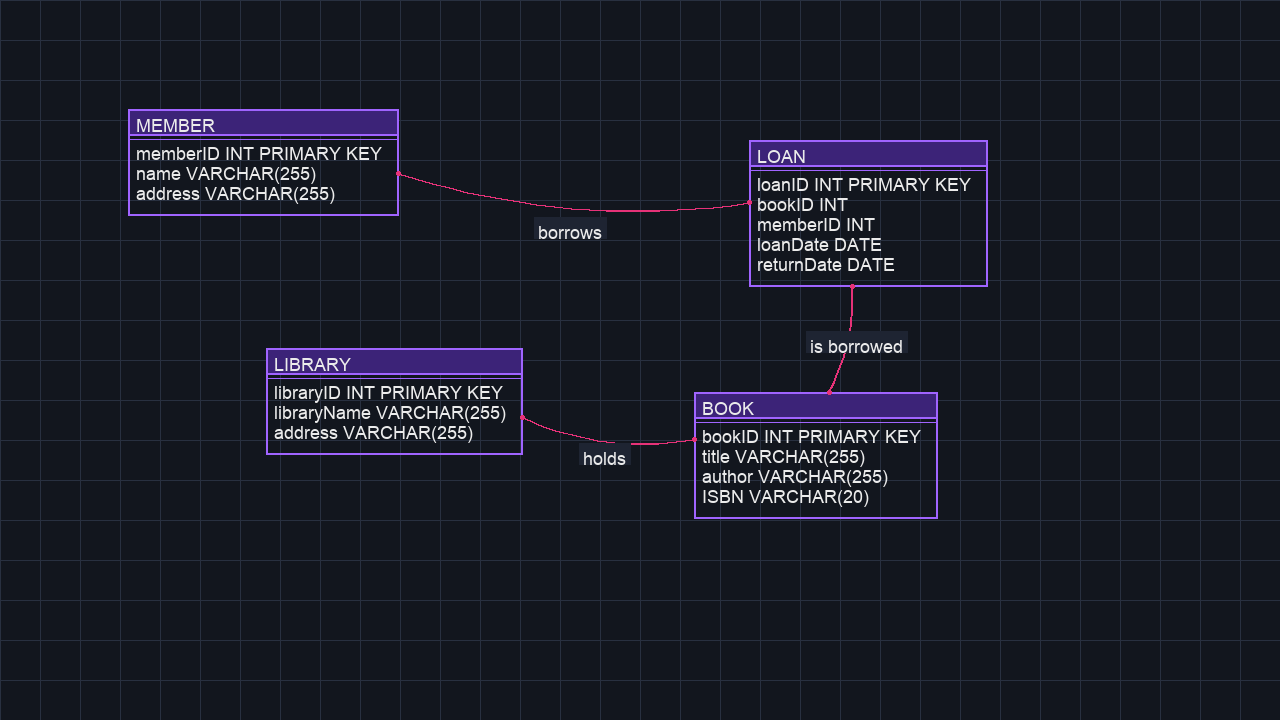 MEMBER
memberID INT PRIMARY KEY
name VARCHAR(255)
address VARCHAR(255)
borrows
LOAN
loanID INT PRIMARY KEY
bookID INT
memberID INT
loanDate DATE
returnDate DATE
is borrowed
LIBRARY
libraryID INT PRIMARY KEY
libraryName VARCHAR(255)
address VARCHAR(255)
holds
BOOK
bookID INT PRIMARY KEY
title VARCHAR(255)
author VARCHAR(255)
ISBN VARCHAR(20)